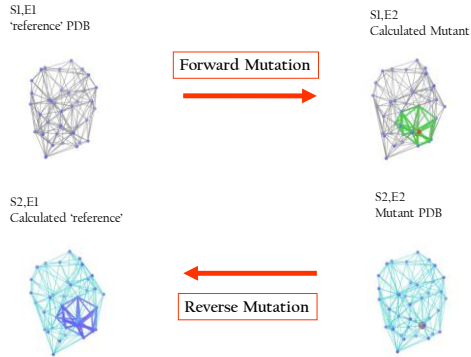 S1,E1
‘reference’ PDB
Forward Mutation
S1,E2
Calculated Mutant
S2,E1
Calculated ‘reference’
Reverse Mutation
S2,E2
Mutant PDB